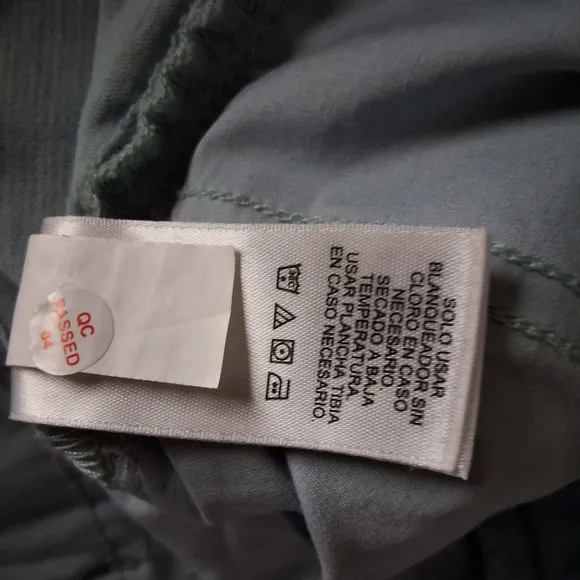 SOLO USAR
BLANQUEADOR SIN
CLORO EN CASO
NECESARIO
SECADO A BAJA
TEMPERATURA.
USAR PLANCHA TIBIA
EN CASO NECESARIO.
QC
PASSED
04